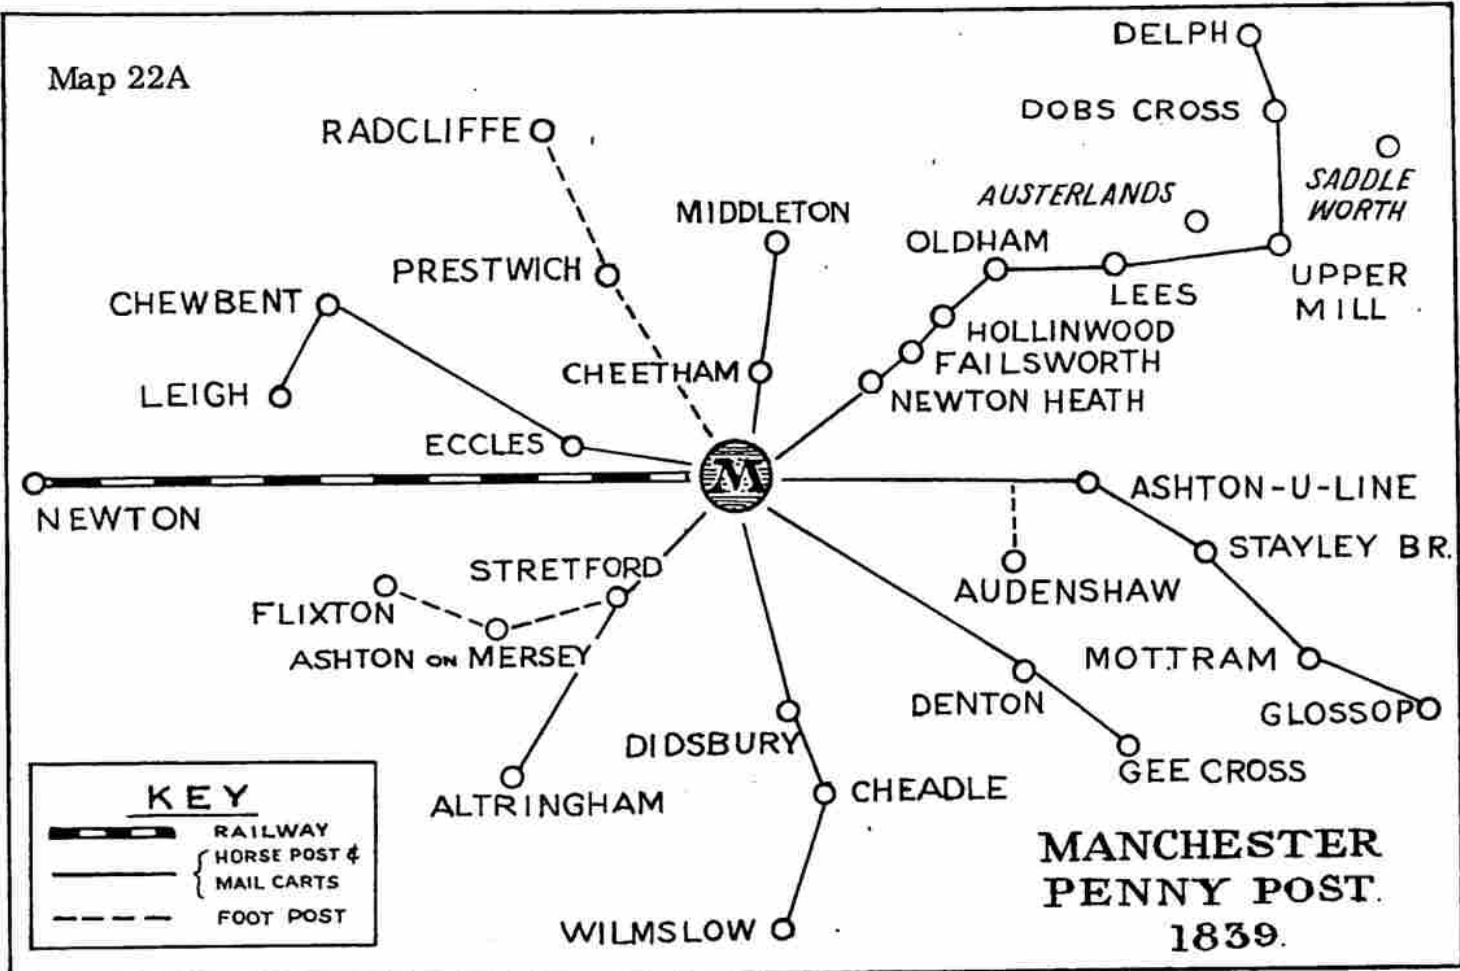 DELPH
Map 22A
DOBS CROSS
RADCLIFFE
SADDLE
WORTH
AUSTERLANDS
MIDDLETON
OLDHAM
PRESTWICH
UPPER
MILL
LEES
CHEWBENT
HOLLINWOOD
FAILSWORTH
CHEETHAM
NEWTON HEATH
LEIGH
ECCLES
M
ASHTON-U-LINE
NEWTON
STAYLEY BR.
STRETFORD
AUDENSHAW
FLIXTON
ASHTON ON MERSEY
MOTTRAM
DENTON
GLOSSOP
DIDSBURY
GEE CROSS
CHEADLE
ALTRINGHAM
KEY
RAILWAY
HORSE POST &
MAIL CARTS
FOOT POST
WILMSLOW
MANCHESTER
PENNY POST.
1839.